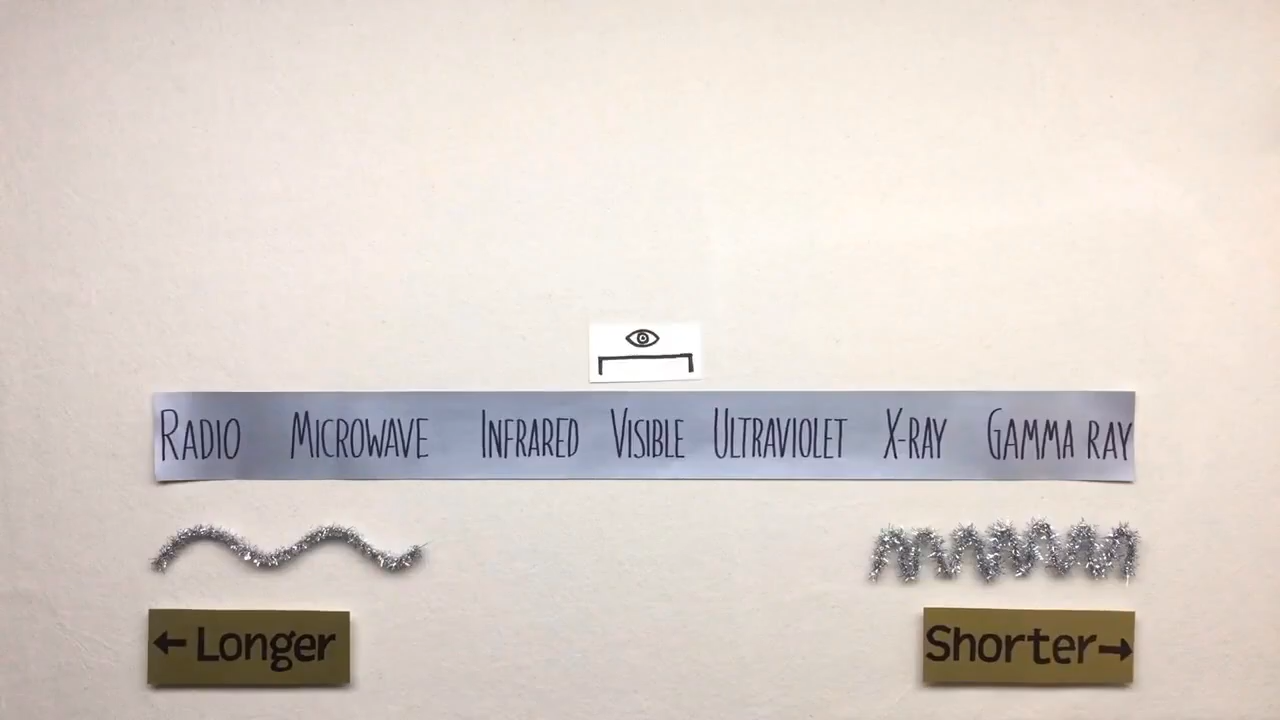 Radio Microwave Infrared Visible Ultraviolet X-ray Gamma ray
← Longer
Shorter →